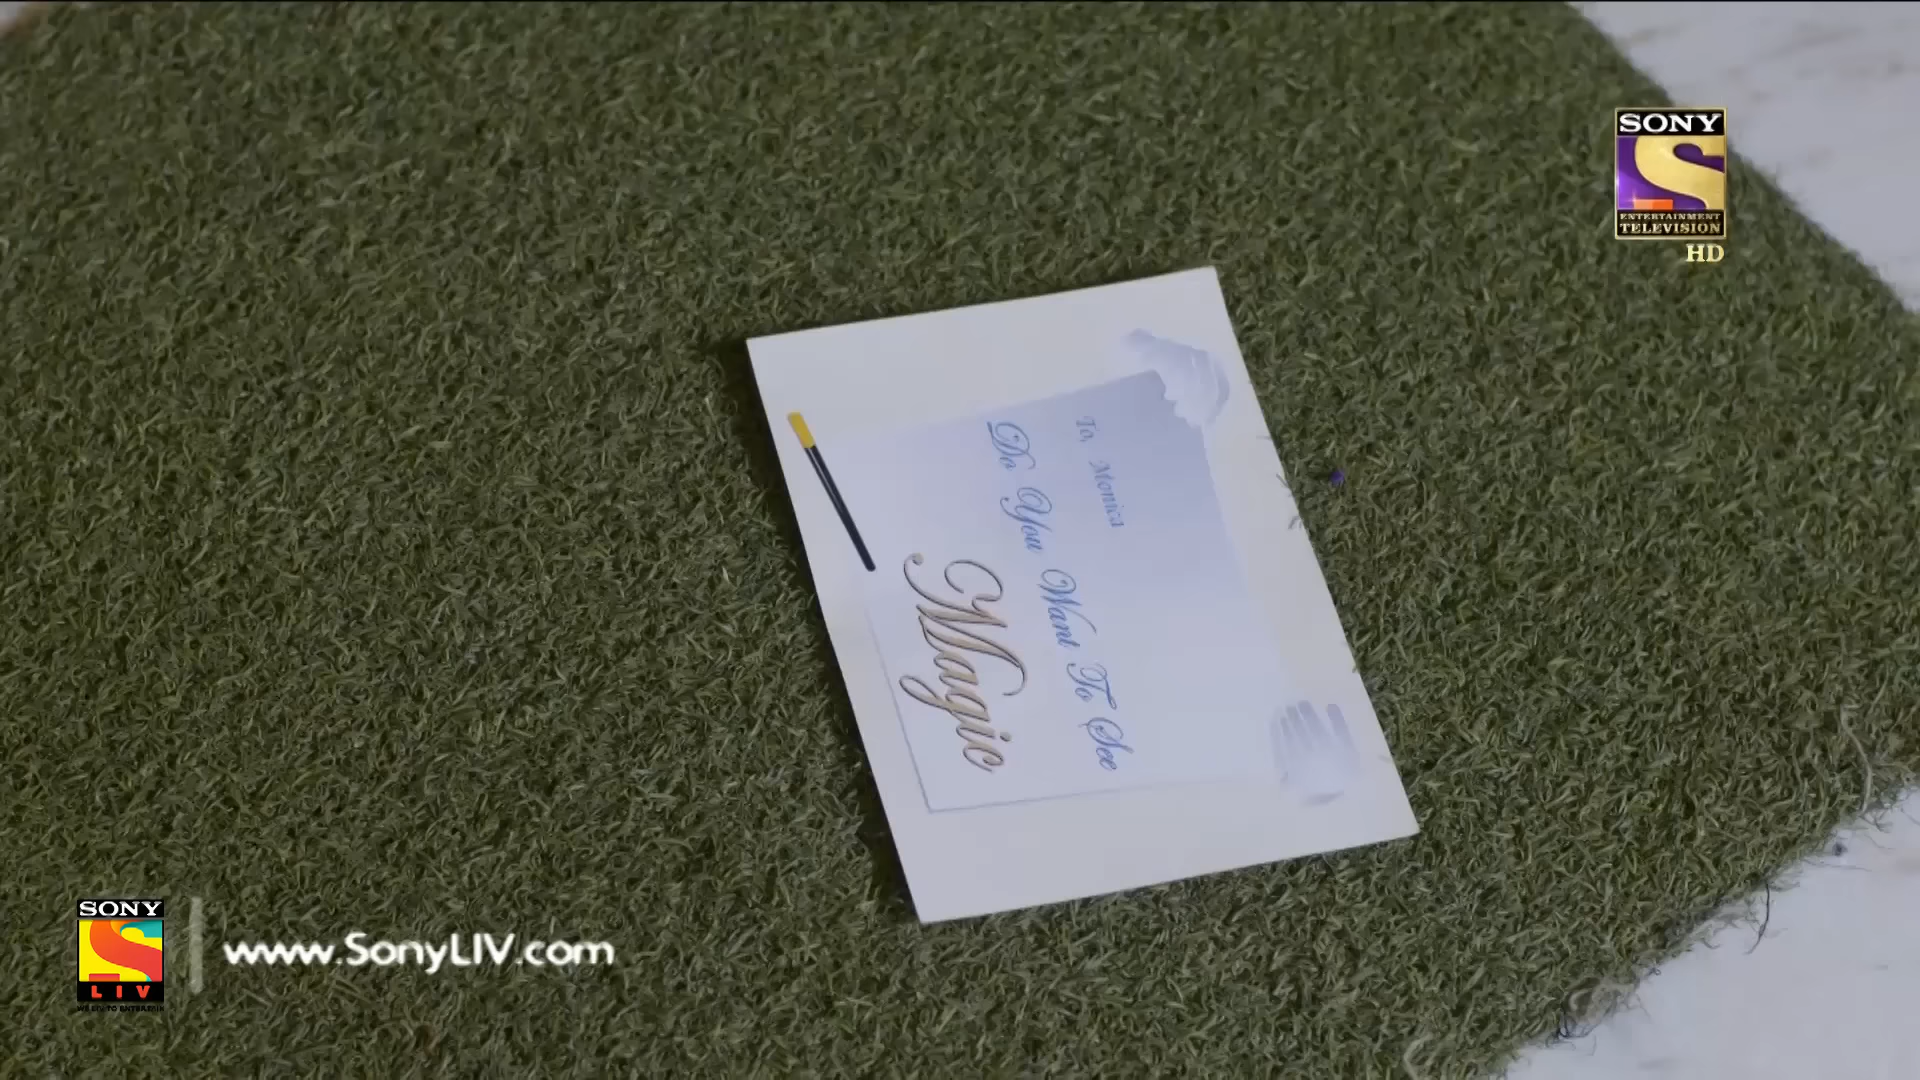 SONY
ENTERTAINMENT
TELEVISION
HD
To, Monica
Do You Want To See
Magic
SONY
LIV
www.SonyLIV.com